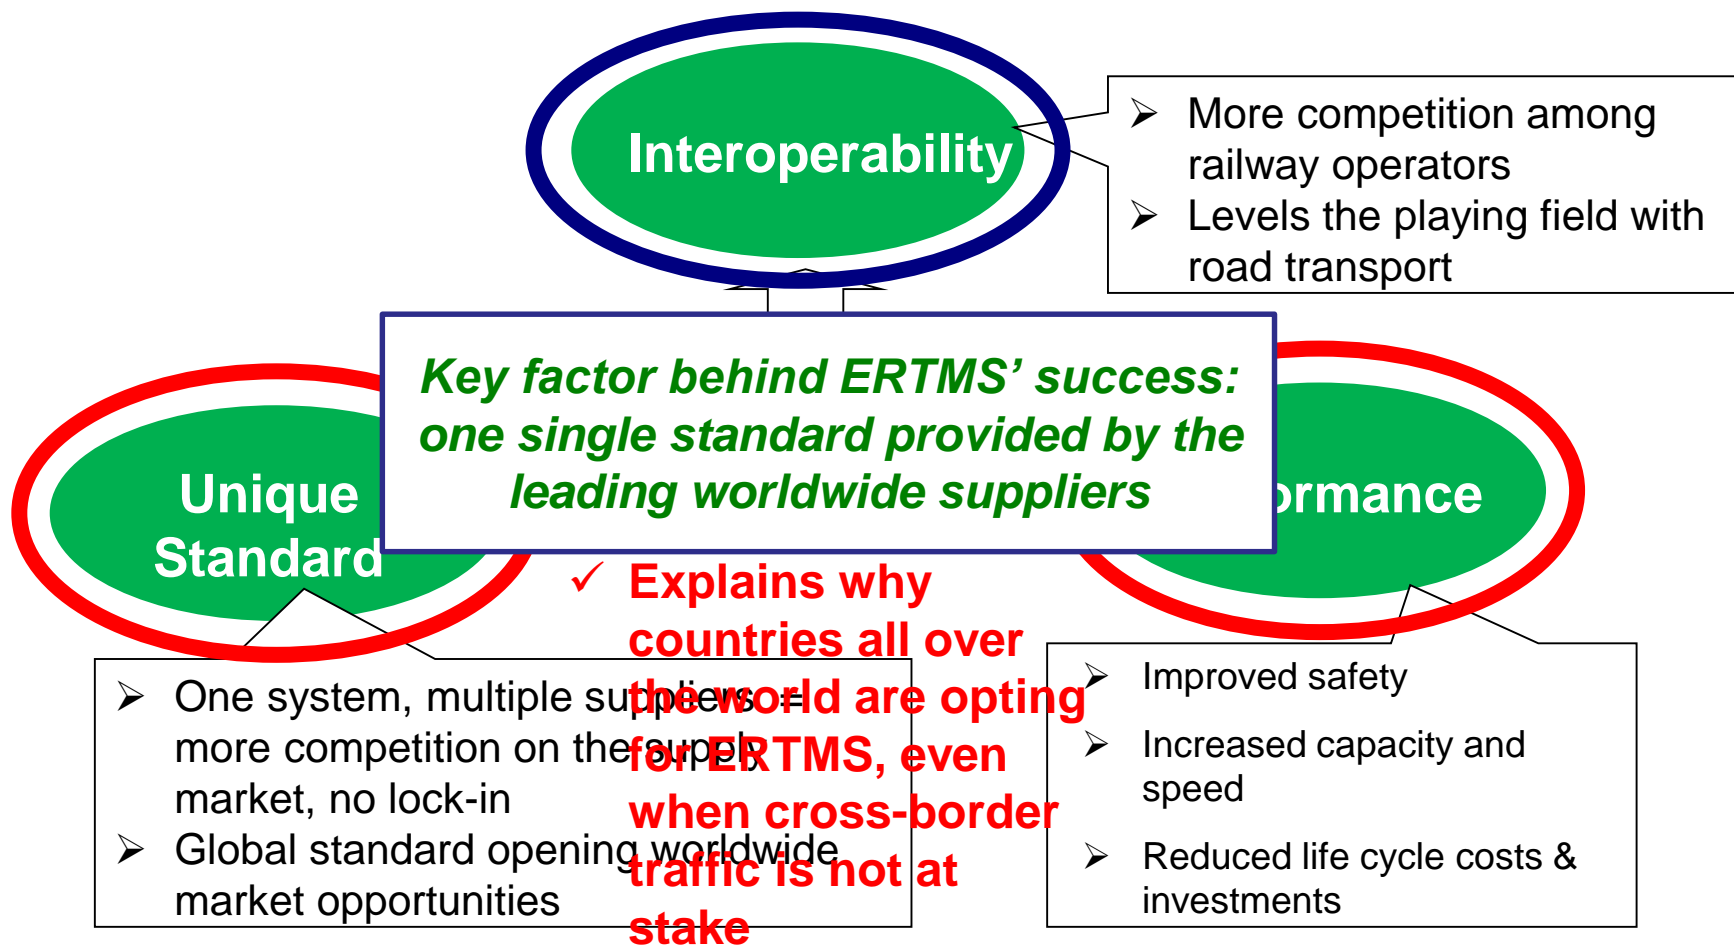 Interoperability
➢ More competition among
railway operators
➢ Levels the playing field with
road transport
Key factor behind ERTMS’ success:
one single standard provided by the
leading worldwide suppliers
Unique
Standard
ormance
✓ Explains why
countries all over
the world are opting
for ERTMS, even
when cross-border
traffic is not at
stake
➢ One system, multiple suppliers =
more competition on the supply
market, no lock-in
➢ Global standard opening worldwide
market opportunities
➢ Improved safety
➢ Increased capacity and
speed
➢ Reduced life cycle costs &
investments